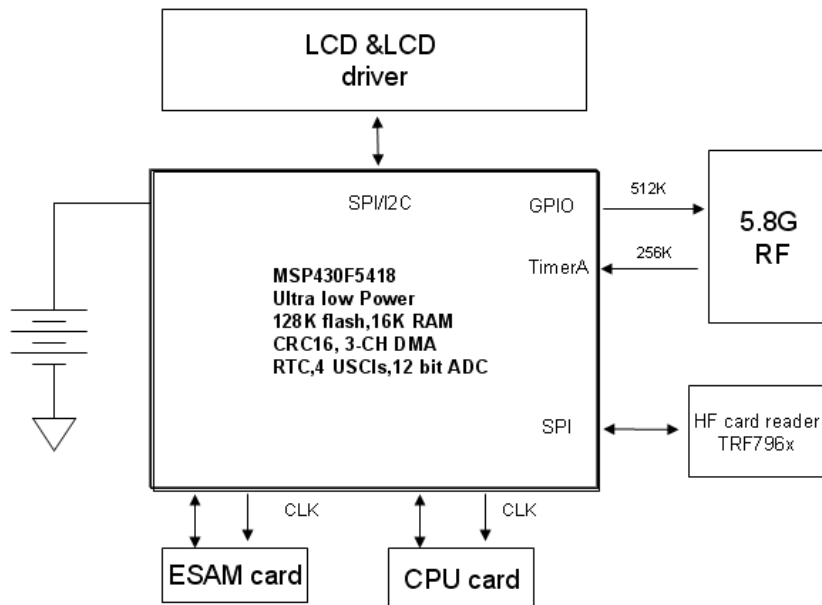 LCD &LCD
driver
SPI/I2C
GPIO
512K
5.8G
RF
TimerA
256K
MSP430F5418
Ultra low Power
128K flash,16K RAM
CRC16, 3-CH DMA
RTC,4 USCIs,12 bit ADC
SPI
HF card reader
TRF796x
CLK
CLK
ESAM card
CPU card